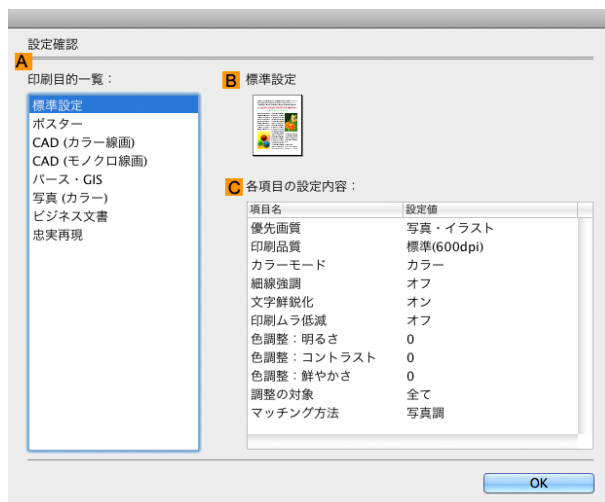 設定確認
A
印刷目的一覧：
標準設定
ポスター
CAD (カラー線画)
CAD (モノクロ線画)
パース・GIS
写真 (カラー)
ビジネス文書
忠実再現
B 標準設定
C 各項目の設定内容：
項目名 設定値
優先画質 写真・イラスト
印刷品質 標準(600dpi)
カラーモード カラー
細線強調 オフ
文字鮮鋭化 オン
印刷ムラ低減 オフ
色調整：明るさ 0
色調整：コントラスト 0
色調整：鮮やかさ 0
調整の対象 全て
マッチング方法 写真調
OK